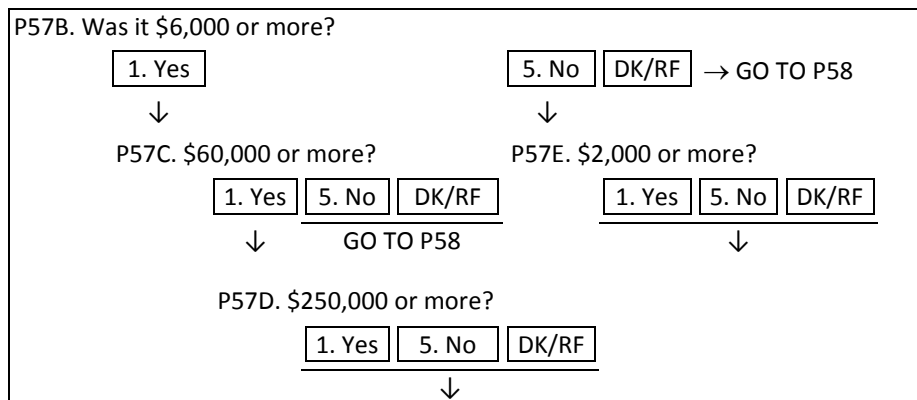 P57B. Was it $6,000 or more?
1. Yes 5. No DK/RF → GO TO P58
↓ ↓
P57C. $60,000 or more? P57E. $2,000 or more?
1. Yes 5. No DK/RF 1. Yes 5. No DK/RF
↓ GO TO P58 ↓
P57D. $250,000 or more?
1. Yes 5. No DK/RF
↓